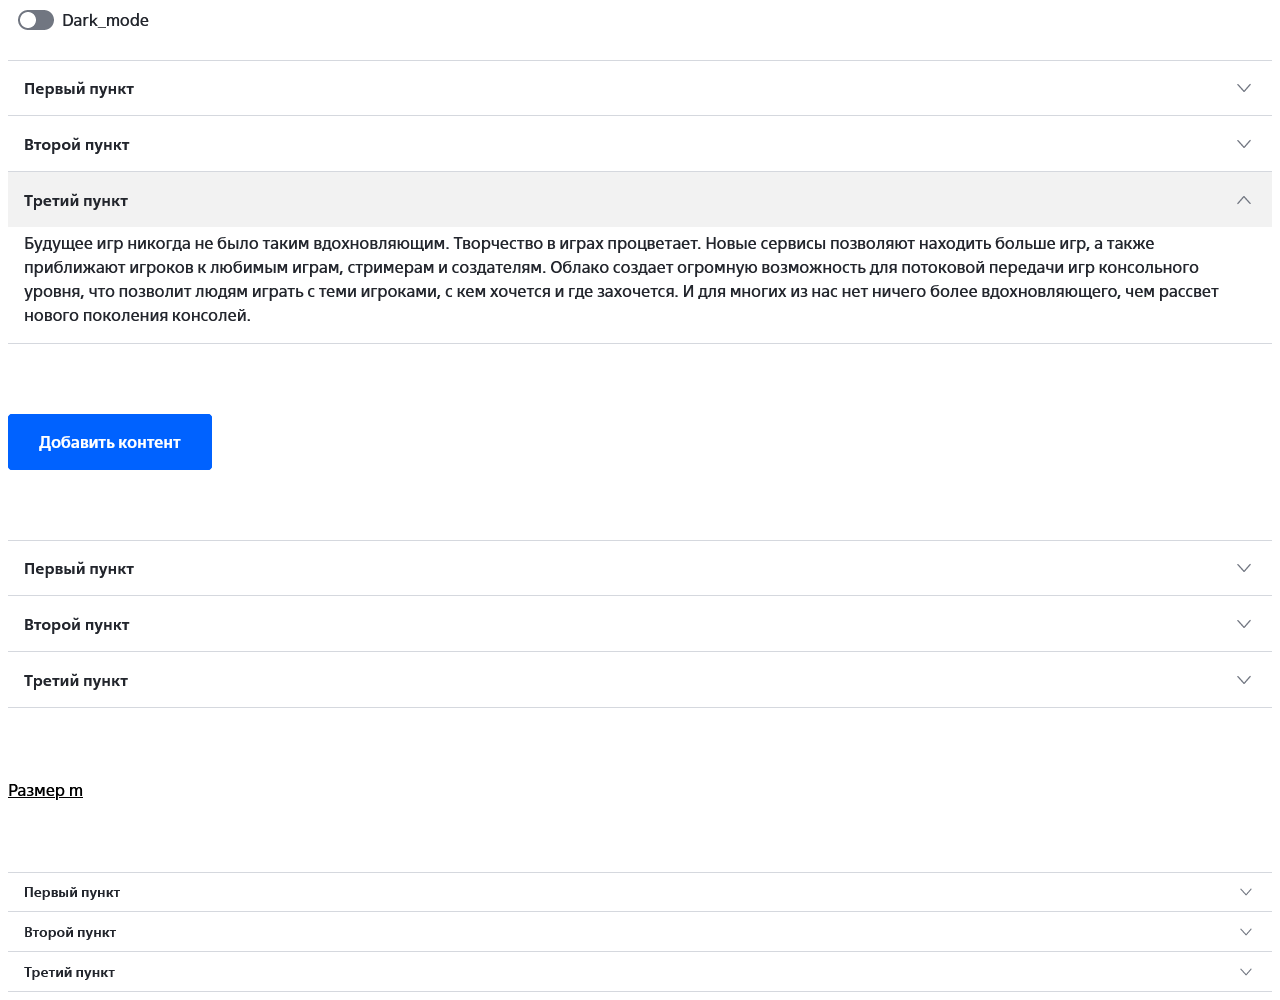 Dark_mode
Первый пункт
Второй пункт
Третий пункт
Будущее игр никогда не было таким вдохновляющим. Творчество в играх процветает. Новые сервисы позволяют находить больше игр, а также
приближают игроков к любимым играм, стримерам и создателям. Облако создает огромную возможность для потоковой передачи игр консольного
уровня, что позволит людям играть с теми игроками, с кем хочется и где захочется. И для многих из нас нет ничего более вдохновляющего, чем рассвет
нового поколения консолей.
Добавить контент
Первый пункт
Второй пункт
Третий пункт
Размер m
Первый пункт
Второй пункт
Третий пункт